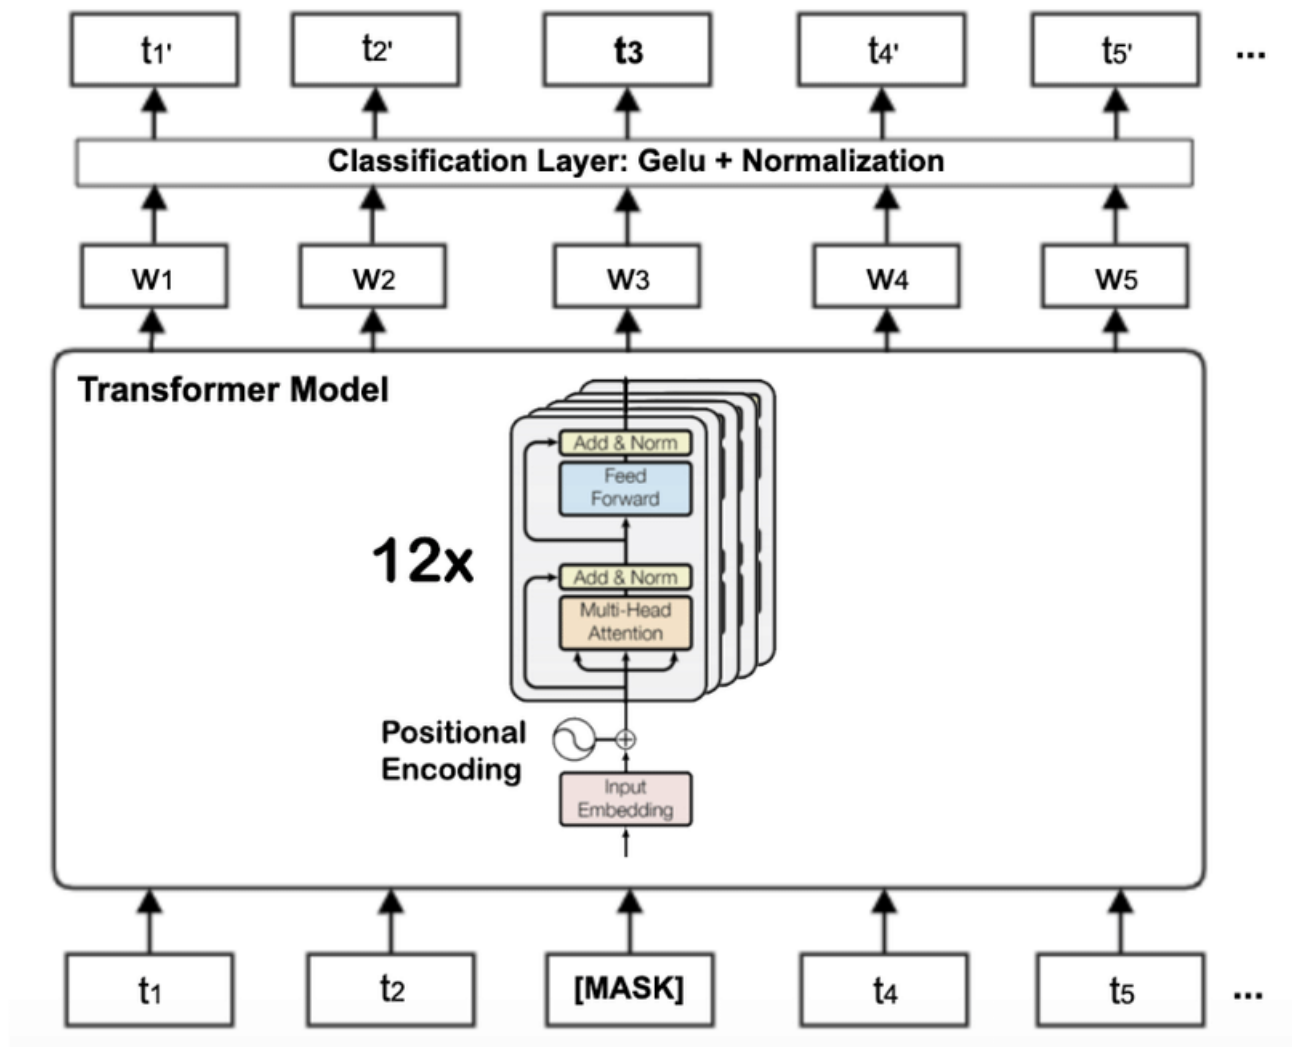 t1' t2' t3 t4' t5' ...
Classification Layer: Gelu + Normalization
w1 w2 w3 w4 w5
Transformer Model
Add & Norm
Feed
Forward
12x
Add & Norm
Multi-Head
Attention
Positional
Encoding
Input
Embedding
t1 t2 [MASK] t4 t5 ...